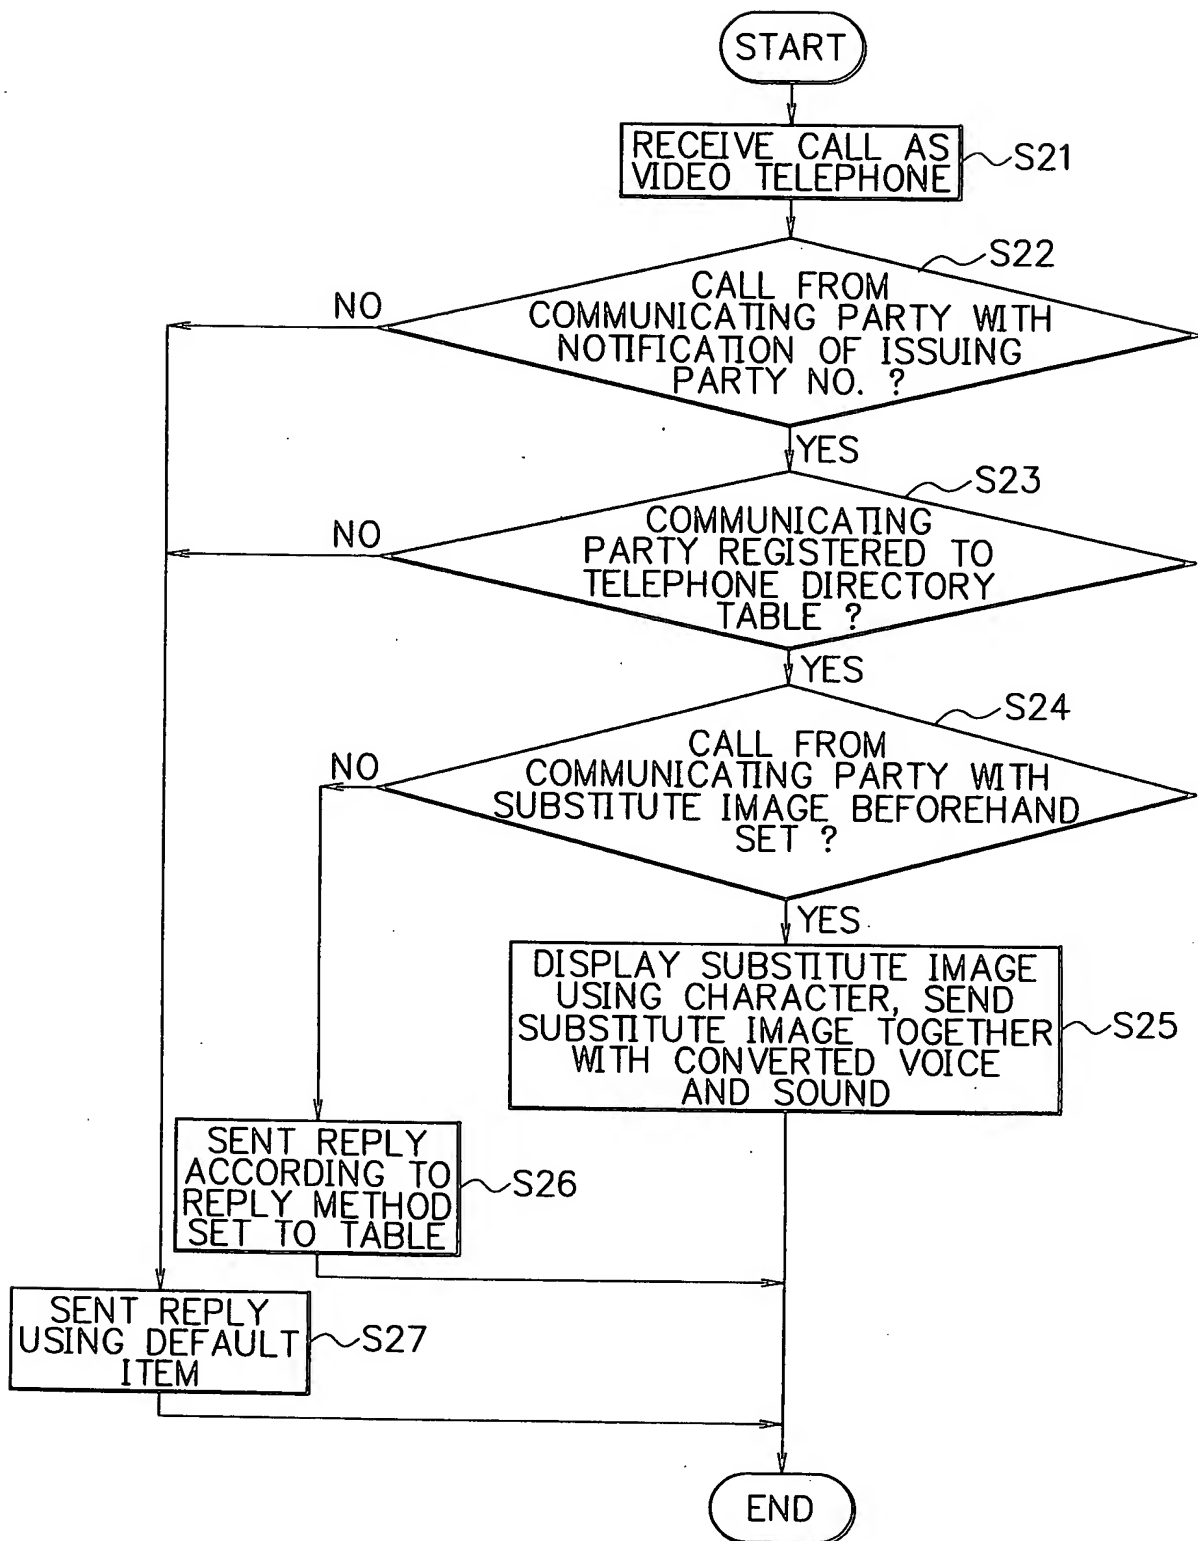 START
RECEIVE CALL AS
VIDEO TELEPHONE
S21
S22
CALL FROM
COMMUNICATING PARTY WITH
NOTIFICATION OF ISSUING
PARTY NO. ?
NO
YES
S23
COMMUNICATING
PARTY REGISTERED TO
TELEPHONE DIRECTORY
TABLE ?
NO
YES
S24
CALL FROM
COMMUNICATING PARTY WITH
SUBSTITUTE IMAGE BEFOREHAND
SET ?
NO
YES
DISPLAY SUBSTITUTE IMAGE
USING CHARACTER, SEND
SUBSTITUTE IMAGE TOGETHER
WITH CONVERTED VOICE
AND SOUND
S25
SENT REPLY
ACCORDING TO
REPLY METHOD
SET TO TABLE
S26
SENT REPLY
USING DEFAULT
ITEM
S27
END